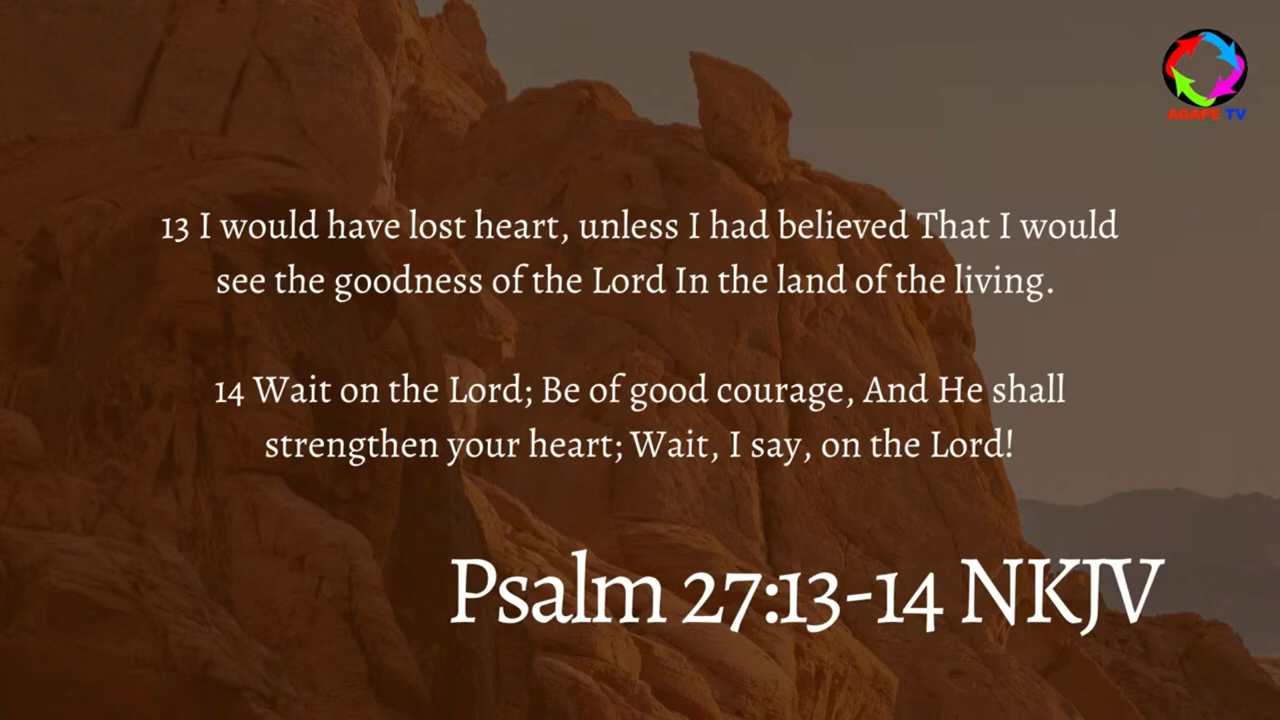 AGAPE TV
13 I would have lost heart, unless I had believed That I would
see the goodness of the Lord In the land of the living.
14 Wait on the Lord; Be of good courage, And He shall
strengthen your heart; Wait, I say, on the Lord!
Psalm 27:13-14 NKJV